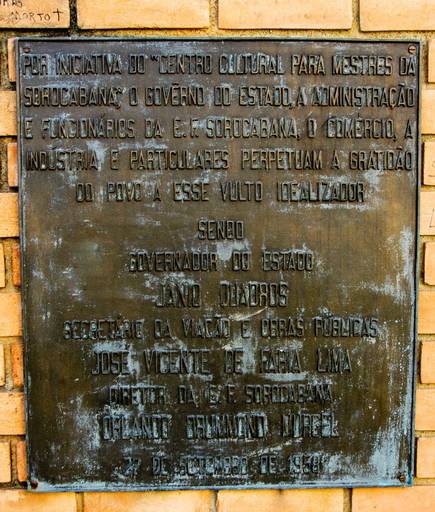 MORTO +
POR INICIATIVA DO "CENTRO CULTURAL PARA MESTRES DA
SOROCABANA", O GOVÊRNO DO ESTADO, A ADMINISTRAÇÃO
E FUNCIONÁRIOS DA E. F. SOROCABANA, O COMÉRCIO, A
INDUSTRIA E PARTICULARES PERPETUAM A GRATIDÃO
DO POVO A ESSE VULTO IDEALIZADOR
SENDO
GOVERNADOR DO ESTADO
JANIO QUADROS
SECRETÁRIO DA VIAÇÃO E OBRAS PÚBLICAS
JOSÉ VICENTE DE FARIA LIMA
DIRETOR DA E. F. SOROCABANA
ORLANDO DRUMMOND MURGEL
27 DE SETEMBRO DE